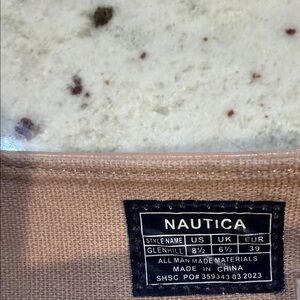 NAUTICA
STYLE NAME US UK EUR
GLENHILL 8½ 6½ 39
ALL MAN MADE MATERIALS
MADE IN CHINA
SHSC PO# 359343 03 2023